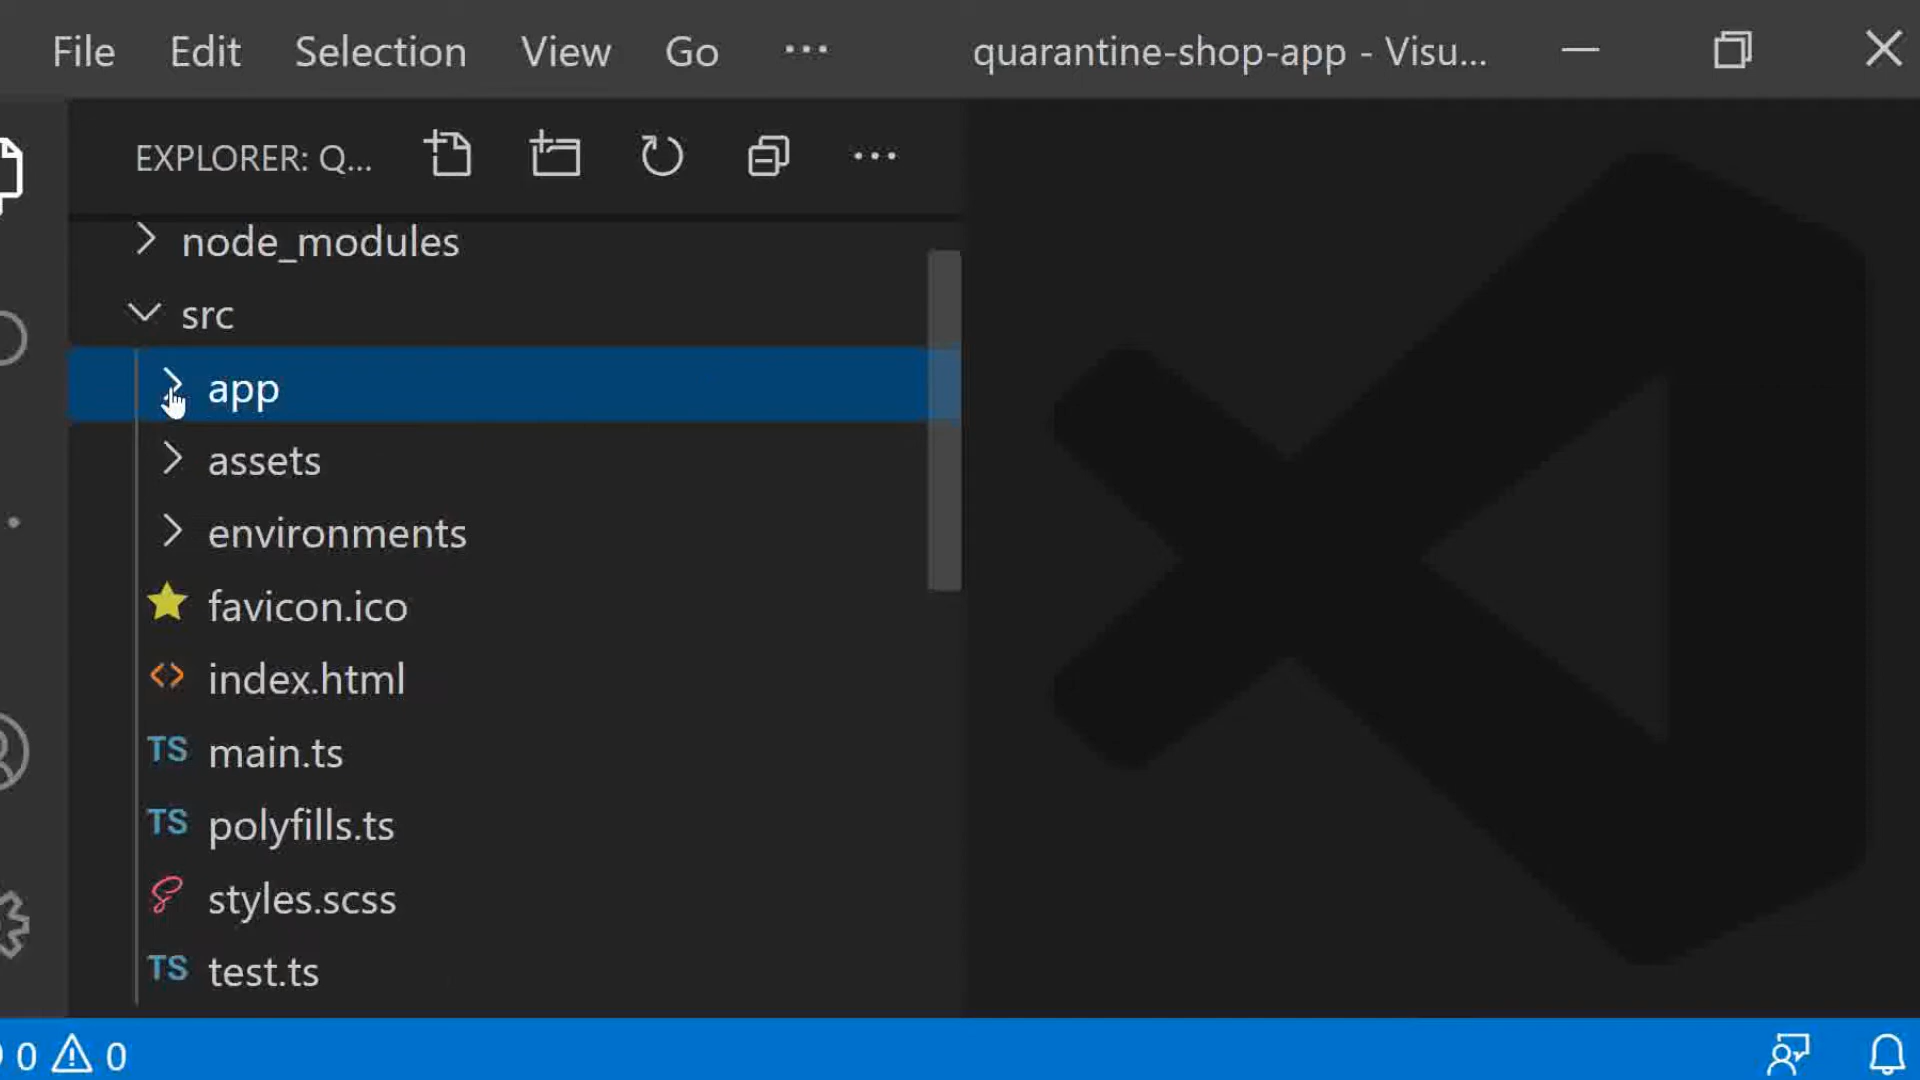 File Edit Selection View Go ... quarantine-shop-app - Visu...
EXPLORER: Q...
node_modules
src
app
assets
environments
favicon.ico
index.html
TS main.ts
TS polyfills.ts
styles.scss
TS test.ts
0 0